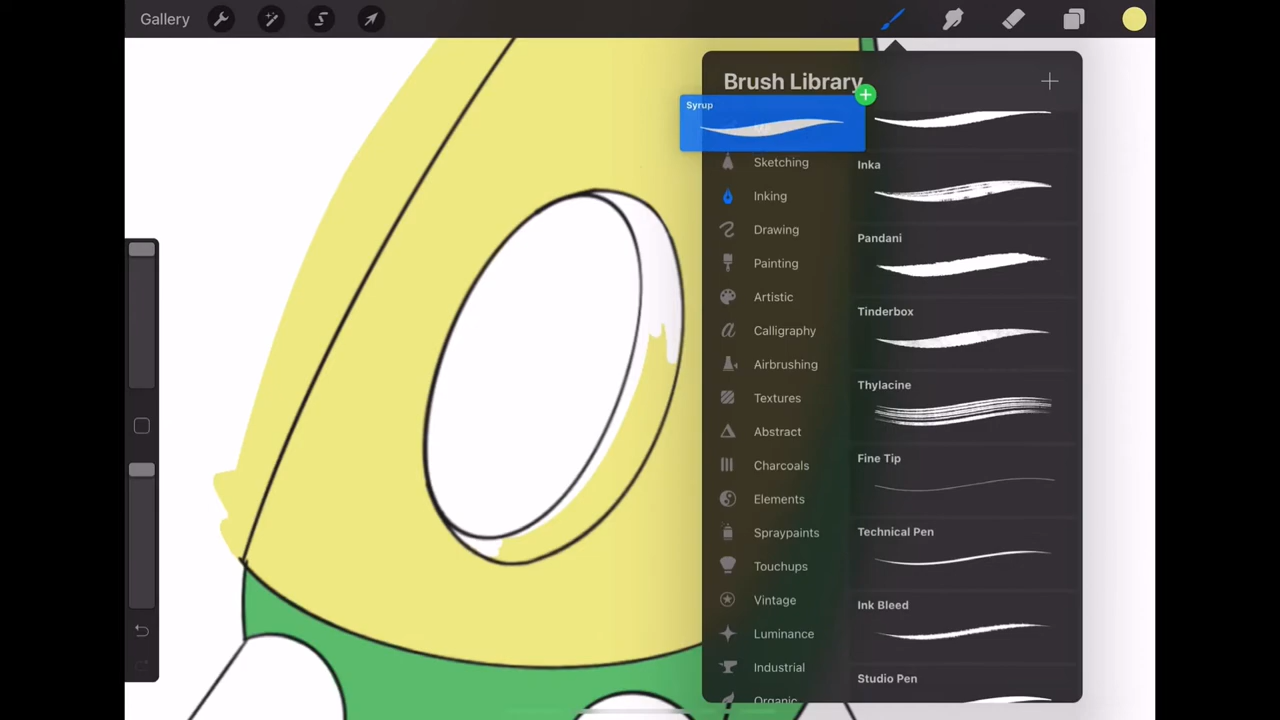 Gallery
Brush Library
Syrup
Sketching
Inking
Drawing
Painting
Artistic
Calligraphy
Airbrushing
Textures
Abstract
Charcoals
Elements
Spraypaints
Touchups
Vintage
Luminance
Industrial
Organic
Inka
Pandani
Tinderbox
Thylacine
Fine Tip
Technical Pen
Ink Bleed
Studio Pen